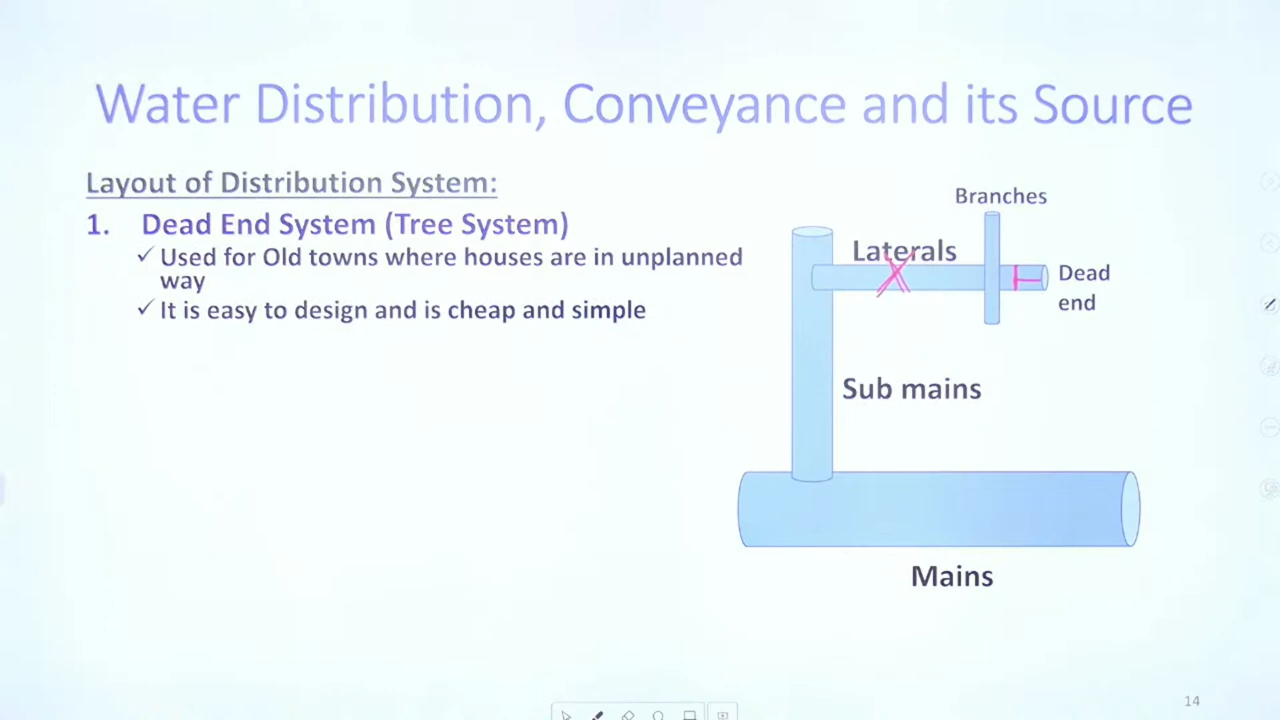 Water Distribution, Conveyance and its Source
Layout of Distribution System:
1. Dead End System (Tree System)
✓ Used for Old towns where houses are in unplanned
way
✓ It is easy to design and is cheap and simple
Branches
Laterals
Dead
end
Sub mains
Mains
14